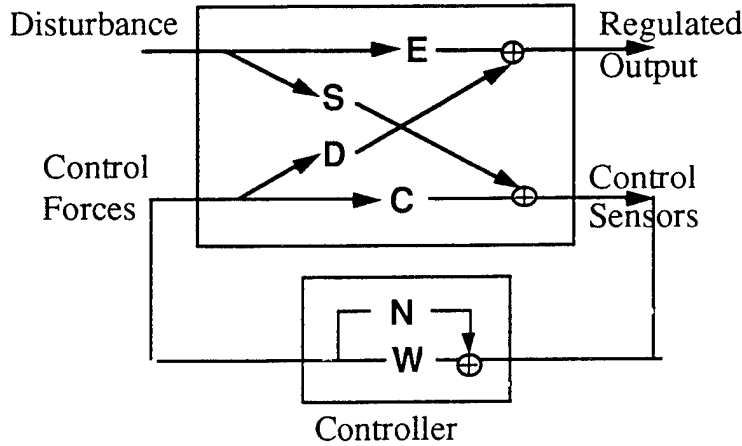 Disturbance
E
Regulated
Output
S
D
Control
Forces
C
Control
Sensors
N
W
Controller